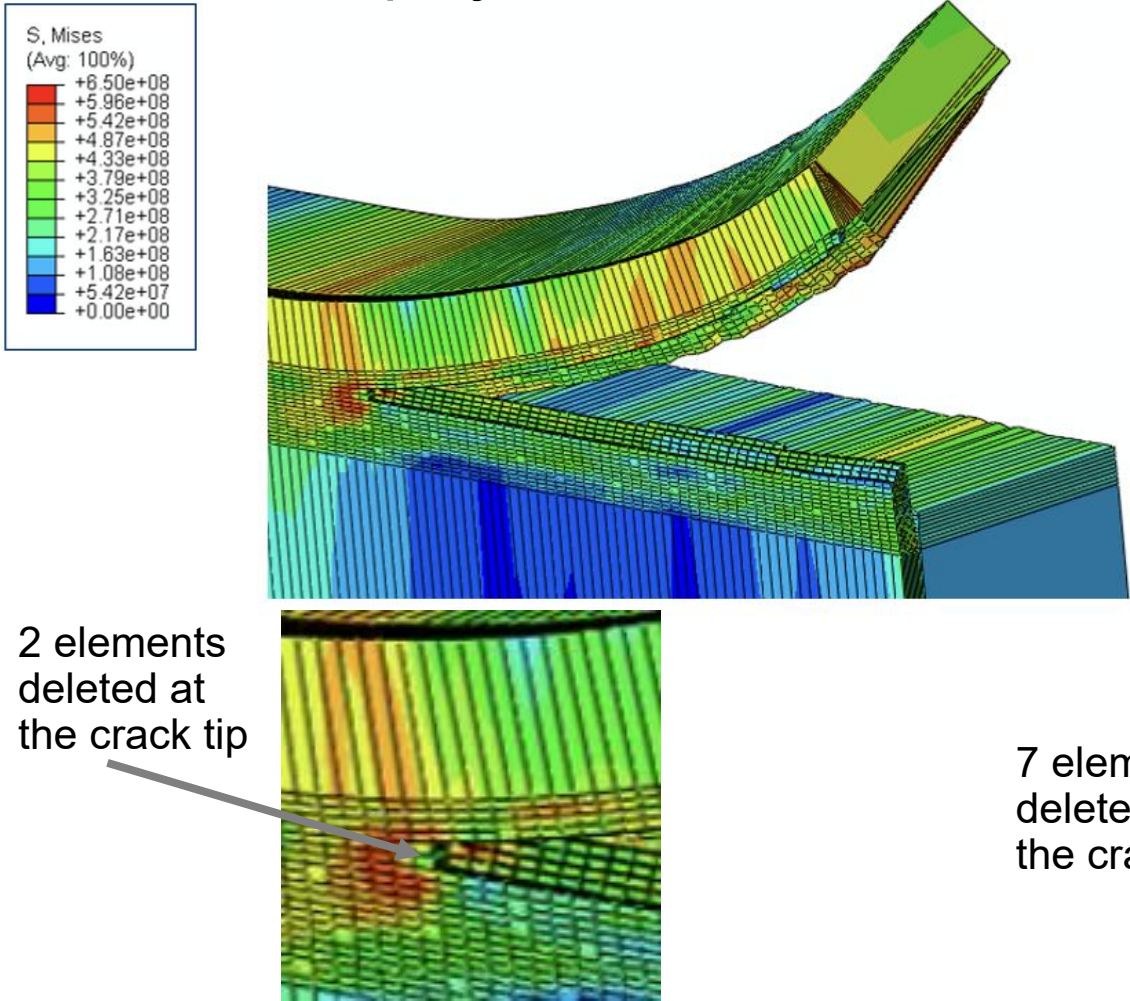 S, Mises
(Avg: 100%)
+6.50e+08
+5.96e+08
+5.42e+08
+4.87e+08
+4.33e+08
+3.79e+08
+3.25e+08
+2.71e+08
+2.17e+08
+1.63e+08
+1.08e+08
+5.42e+07
+0.00e+00
2 elements
deleted at
the crack tip
7 elem
delete
the cra